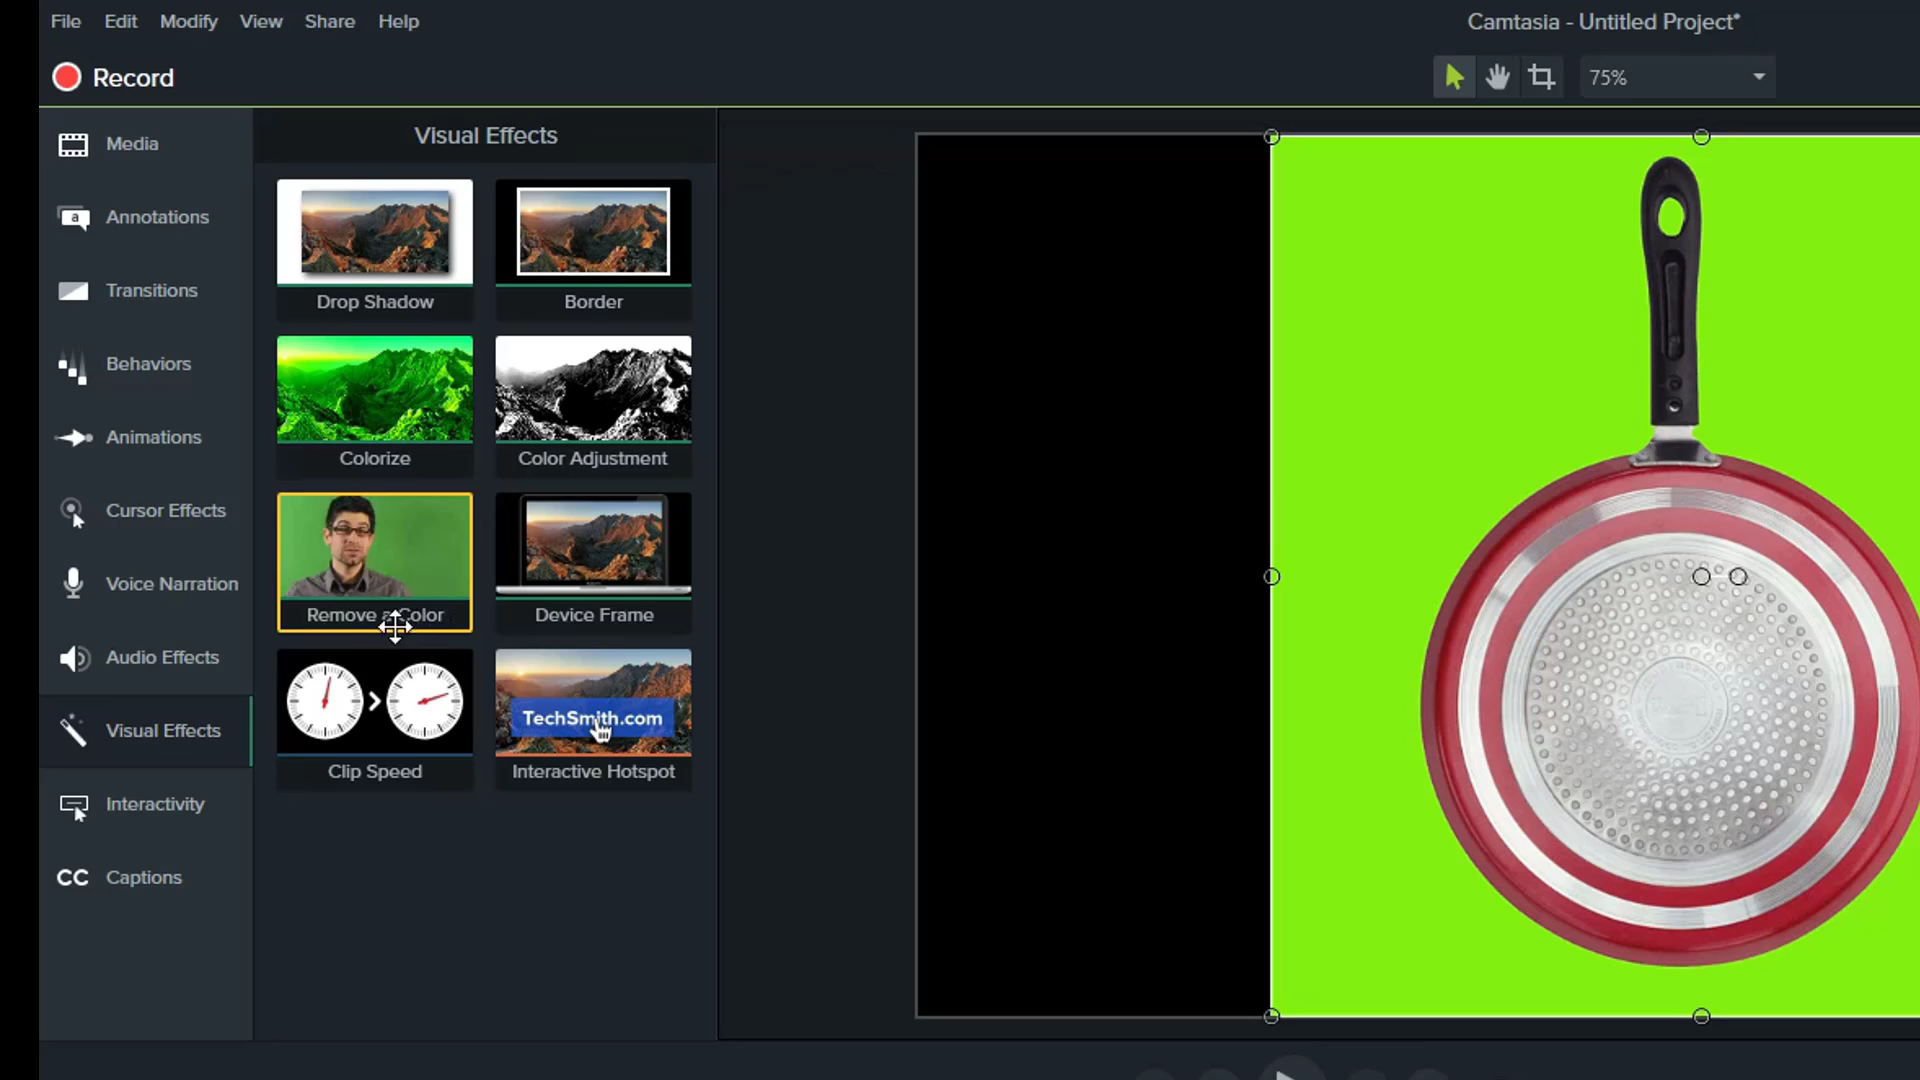 File Edit Modify View Share Help
Camtasia - Untitled Project*
Record
75%
Media
Annotations
Transitions
Behaviors
Animations
Cursor Effects
Voice Narration
Audio Effects
Visual Effects
Interactivity
CC Captions
Visual Effects
Drop Shadow
Border
Colorize
Color Adjustment
Remove a Color
Device Frame
TechSmith.com
Clip Speed
Interactive Hotspot